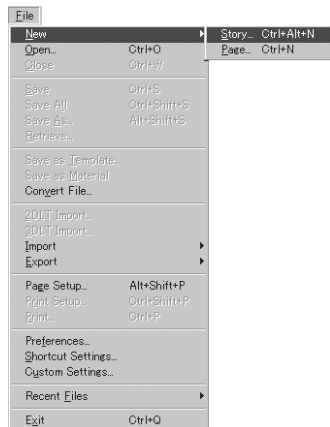 File
New Story... Ctrl+Alt+N
Open... Ctrl+O Page... Ctrl+N
Close Ctrl+W
Save Ctrl+S
Save All Ctrl+Shift+S
Save As... Alt+Shift+S
Retrieve...
Save as Template...
Save as Material
Convert File...
2DLT Import...
3DLT Import...
Import
Export
Page Setup... Alt+Shift+P
Print Setup... Ctrl+Shift+P
Print... Ctrl+P
Preferences...
Shortcut Settings...
Custom Settings...
Recent Files
Exit Ctrl+Q